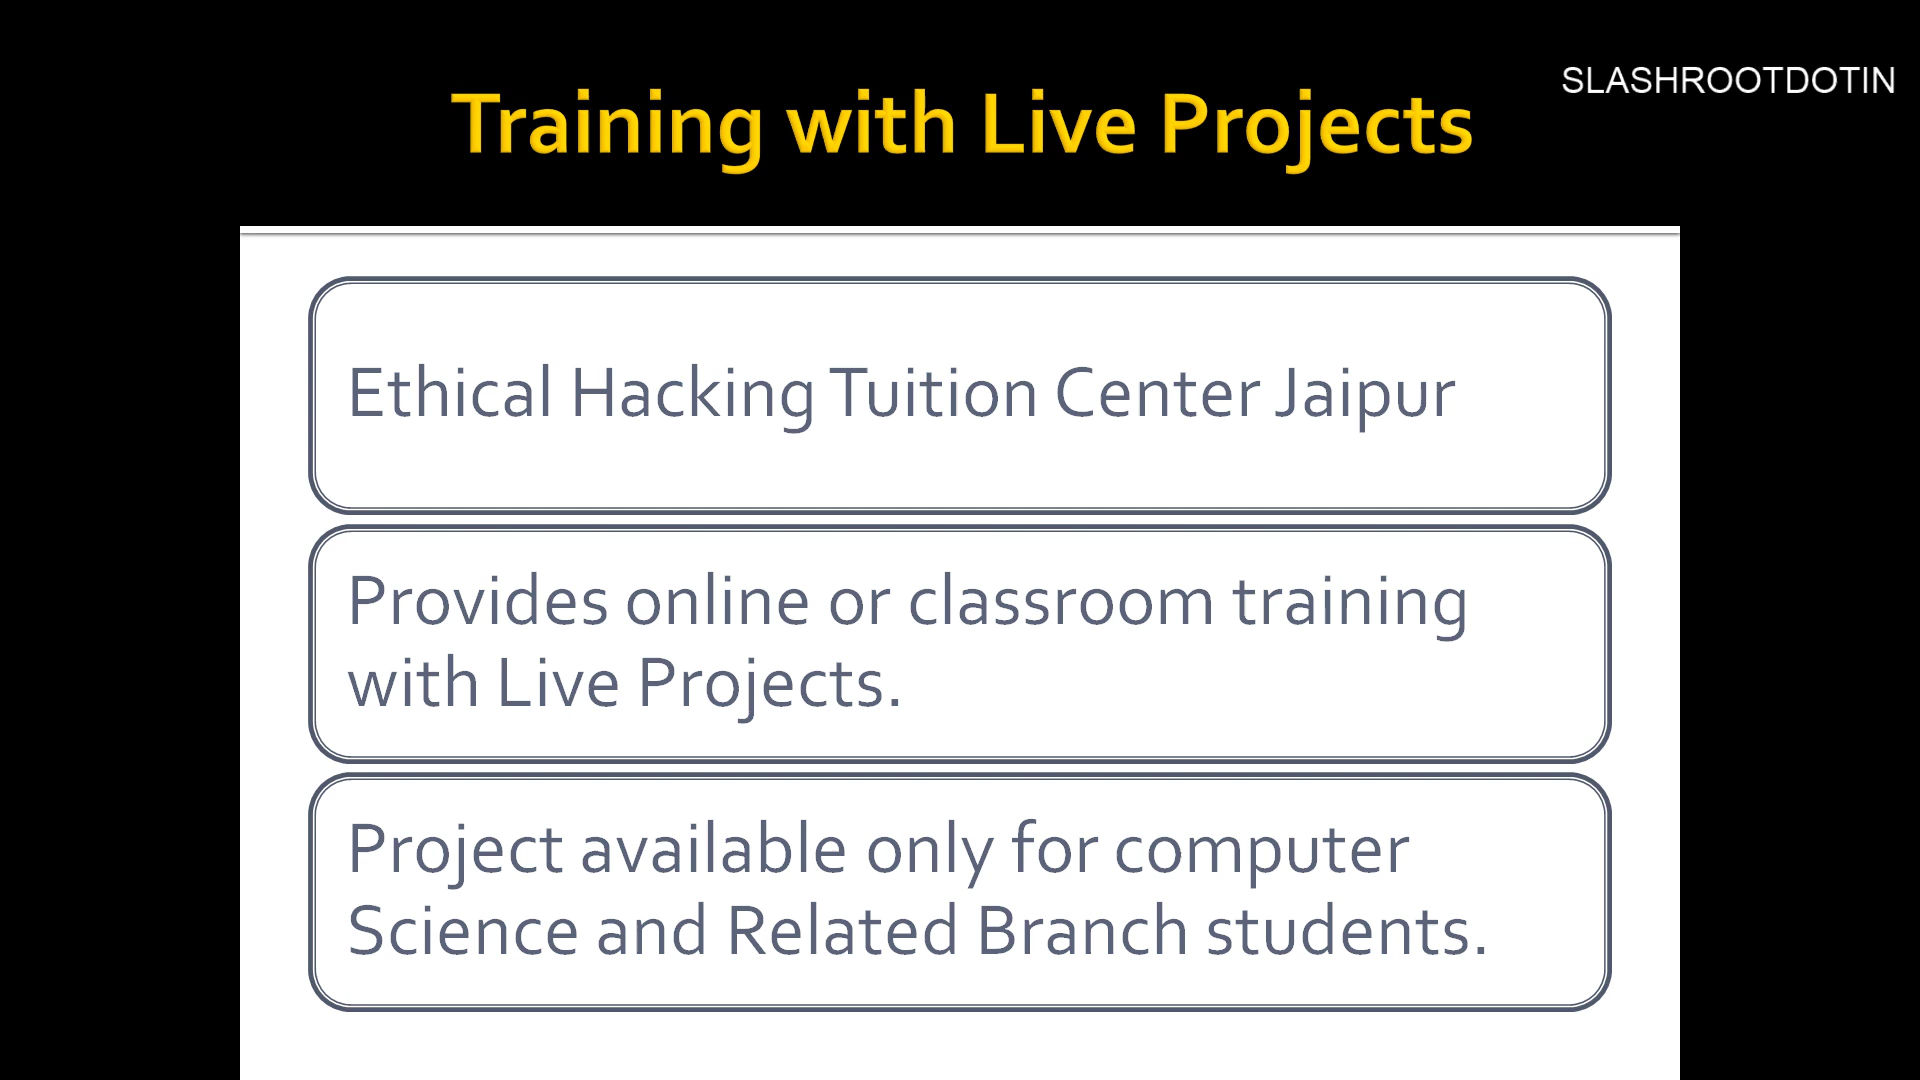 SLASHROOTDOTIN
Training with Live Projects
Ethical Hacking Tuition Center Jaipur
Provides online or classroom training
with Live Projects.
Project available only for computer
Science and Related Branch students.